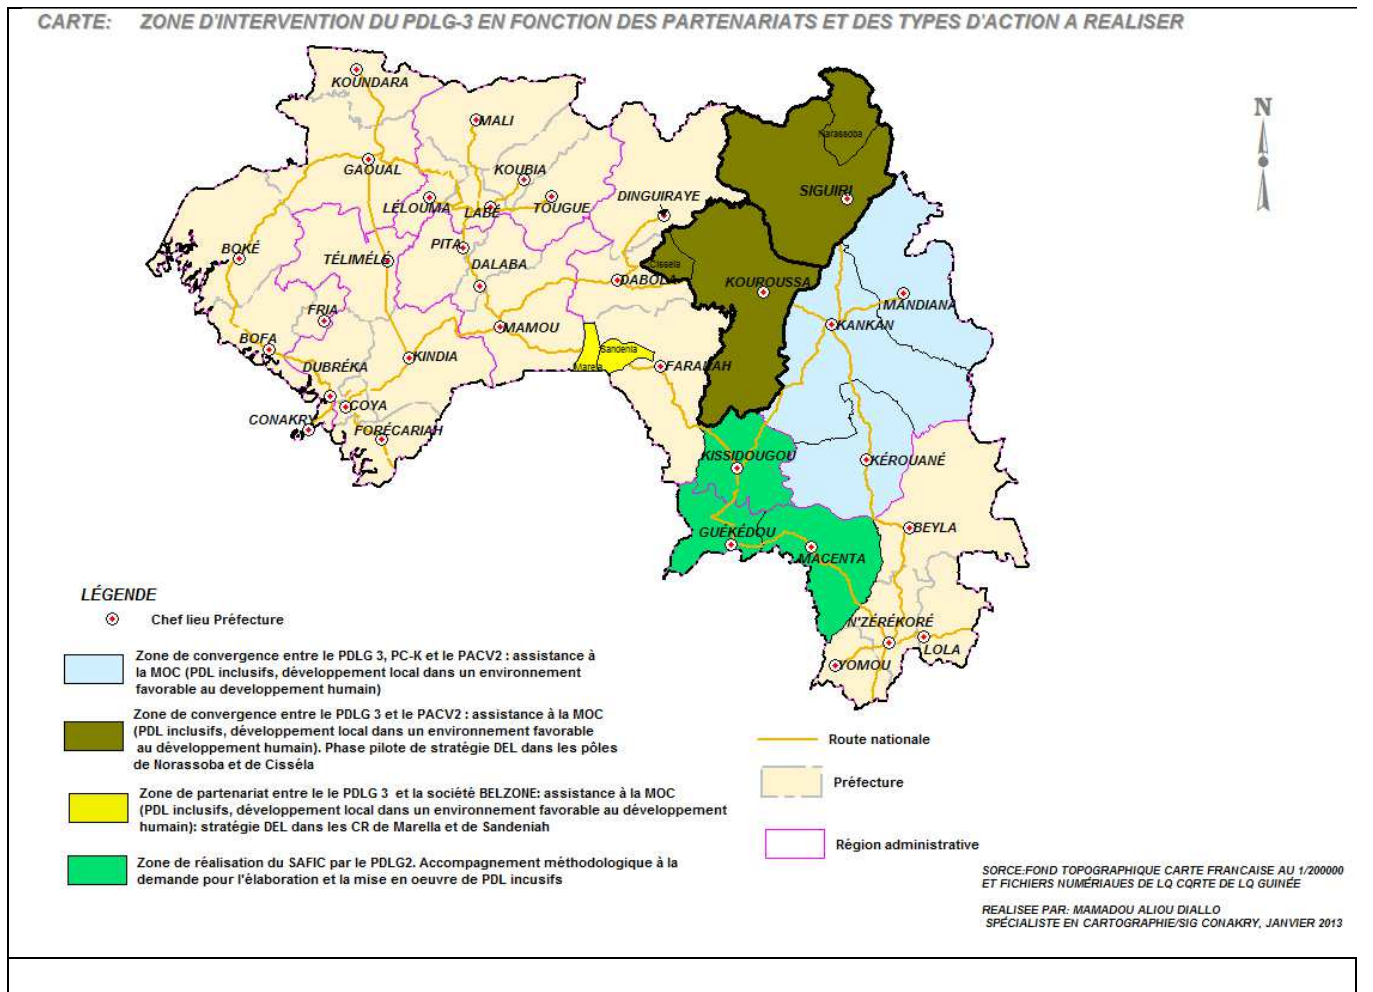 CARTE: ZONE D'INTERVENTION DU PDLG-3 EN FONCTION DES PARTENARIATS ET DES TYPES D'ACTION A REALISER
KOUNDARA
N
MALI
Narassoba
GAOUAL
KOUBIA
SIGUIRI
DINGUIRAYE
LÉLOUMA
LABÉ
TOUGUE
BOKÉ
PITA
TÉLIMÉLÉ
DALABA
Cissela
DABOLA
KOUROUSSA
MANDIANA
FRIA
MAMOU
KANKAN
BOFA
Sandenia
KINDIA
DUBRÉKA
Marela
FARANAH
COYA
CONAKRY
FORÉCARIAH
KISSIDOUGOU
KÉROUANÉ
GUÉKÉDOU
BEYLA
MACENTA
N'ZÉRÉKORÉ
LOLA
YOMOU
LÉGENDE
Chef lieu Préfecture
Zone de convergence entre le PDLG 3, PC-K et le PACV2 : assistance à
la MOC (PDL inclusifs, développement local dans un environnement
favorable au developpement humain)
Zone de convergence entre le PDLG 3 et le PACV2 : assistance à la MOC
(PDL inclusifs, développement local dans un environnement favorable
au développement humain). Phase pilote de stratégie DEL dans les pôles
de Norassoba et de Cisséla
Zone de partenariat entre le le PDLG 3 et la société BELZONE: assistance à la MOC
(PDL inclusifs, développement local dans un environnement favorable au développement
humain): stratégie DEL dans les CR de Marella et de Sandeniah
Zone de réalisation du SAFIC par le PDLG2. Accompagnement méthodologique à la
demande pour l'élaboration et la mise en oeuvre de PDL incusifs
Route nationale
Préfecture
Région administrative
SORCE:FOND TOPOGRAPHIQUE CARTE FRANCAISE AU 1/200000
ET FICHIERS NUMÉRIAUES DE LQ CQRTE DE LQ GUINÉE
REALISEE PAR: MAMADOU ALIOU DIALLO
SPÉCIALISTE EN CARTOGRAPHIE/SIG CONAKRY, JANVIER 2013